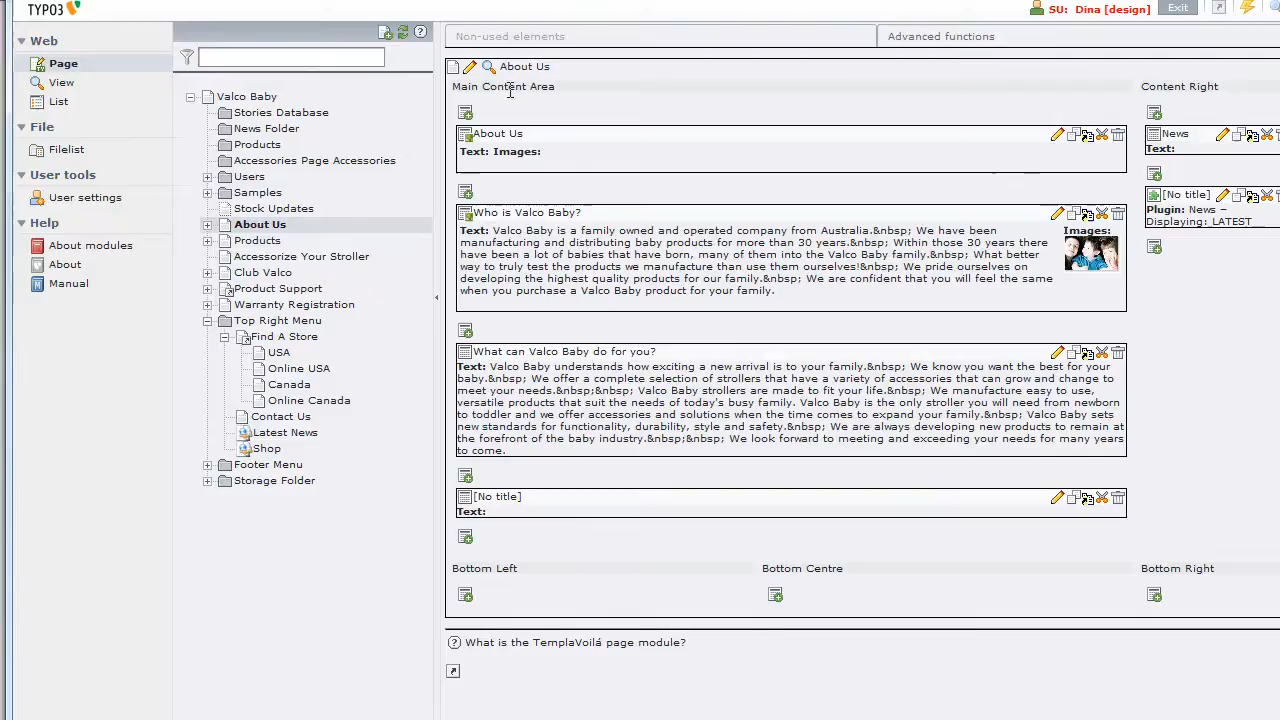 TYPO3
SU: Dina [design]
Exit
Web
Page
View
List
File
Filelist
User tools
User settings
Help
About modules
About
Manual
Valco Baby
Stories Database
News Folder
Products
Accessories Page Accessories
Users
Samples
Stock Updates
About Us
Products
Accessorize Your Stroller
Club Valco
Product Support
Warranty Registration
Top Right Menu
Find A Store
USA
Online USA
Canada
Online Canada
Contact Us
Latest News
Shop
Footer Menu
Storage Folder
Non-used elements
Advanced functions
About Us
Main Content Area
About Us
Text: Images:
Who is Valco Baby?
Text: Valco Baby is a family owned and operated company from Australia.&nbsp; We have been
manufacturing and distributing baby products for more than 30 years.&nbsp; Within those 30 years there
have been a lot of babies that have born, many of them into the Valco Baby family.&nbsp; What better
way to truly test the products we manufacture than use them ourselves!&nbsp; We pride ourselves on
developing the highest quality products for our family.&nbsp; We are confident that you will feel the same
when you purchase a Valco Baby product for your family.
Images:
What can Valco Baby do for you?
Text: Valco Baby understands how exciting a new arrival is to your family.&nbsp; We know you want the best for your
baby.&nbsp; We offer a complete selection of strollers that have a variety of accessories that can grow and change to
meet your needs.&nbsp; Valco Baby strollers are made to fit your life.&nbsp; We manufacture easy to use,
versatile products that suit the needs of today's busy family. Valco Baby is the only stroller you will need from newborn
to toddler and we offer accessories and solutions when the time comes to expand your family.&nbsp; Valco Baby sets
new standards for functionality, durability, style and safety.&nbsp; We are always developing new products to remain at
the forefront of the baby industry.&nbsp;&nbsp; We look forward to meeting and exceeding your needs for many years
to come.
[No title]
Text:
Content Right
News
Text:
[No title]
Plugin: News –
Displaying: LATEST
Bottom Left
Bottom Centre
Bottom Right
What is the TemplaVoilá page module?